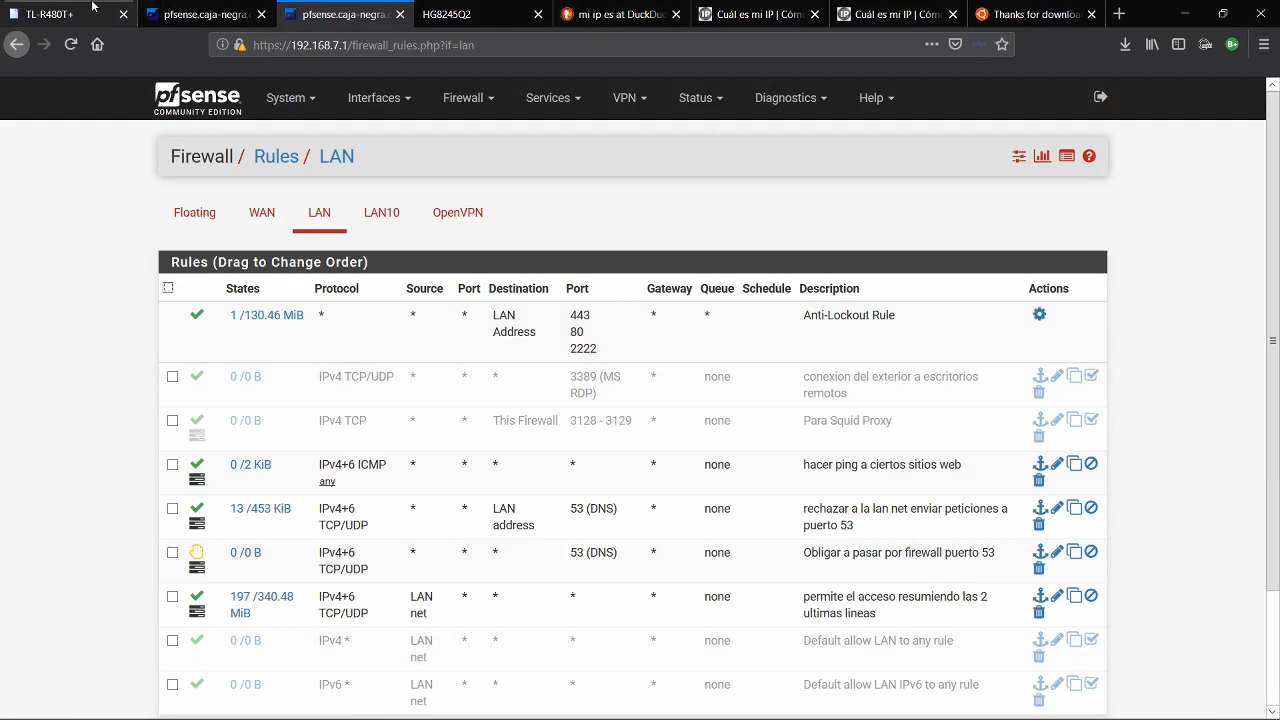 TL-R480T+
pfsense.caja-negra.
pfsense.caja-negra.
HG8245Q2
mi ip es at DuckDuc
Cuál es mi IP | Cóm
Cuál es mi IP | Cóm
Thanks for downloa
https://192.168.7.1/firewall_rules.php?if=lan
pfsense
COMMUNITY EDITION
System
Interfaces
Firewall
Services
VPN
Status
Diagnostics
Help
Firewall / Rules / LAN
Floating
WAN
LAN
LAN10
OpenVPN
Rules (Drag to Change Order)
States Protocol Source Port Destination Port Gateway Queue Schedule Description Actions
1 /130.46 MiB * * * LAN Address 443 80 2222 * * Anti-Lockout Rule
0 /0 B IPv4 TCP/UDP * * * 3389 (MS RDP) * none conexion del exterior a escritorios remotos
0 /0 B IPv4 TCP * * This Firewall 3128 - 3129 * none Para Squid Proxy
0 /2 KiB IPv4+6 ICMP any * * * * * none hacer ping a ciertos sitios web
13 /453 KiB IPv4+6 TCP/UDP * * LAN address 53 (DNS) * none rechazar a la lan net enviar peticiones a puerto 53
0 /0 B IPv4+6 TCP/UDP * * * 53 (DNS) * none Obligar a pasar por firewall puerto 53
197 /340.48 MiB IPv4+6 TCP/UDP LAN net * * * * none permite el acceso resumiendo las 2 ultimas lineas
0 /0 B IPv4 * LAN net * * * * none Default allow LAN to any rule
0 /0 B IPv6 * LAN net * * * * none Default allow LAN IPv6 to any rule